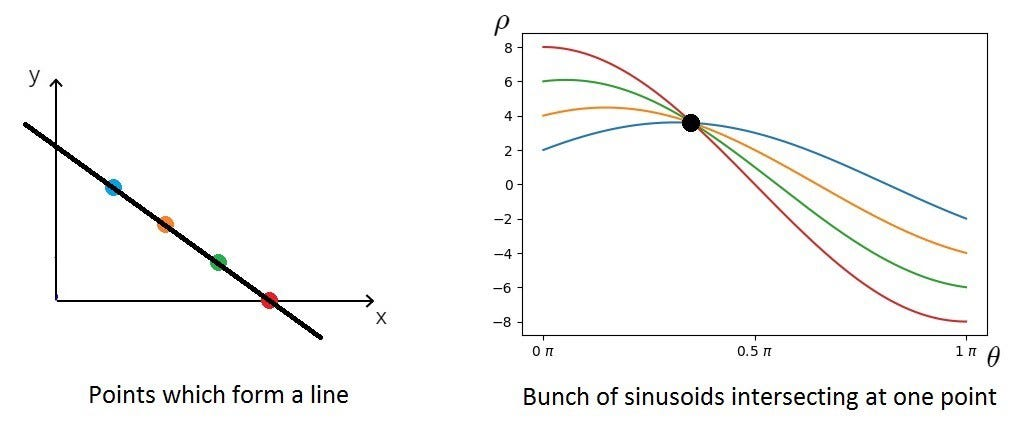 y
x
Points which form a line
ρ
8
6
4
2
0
−2
−4
−6
−8
0 π
0.5 π
1 π
θ
Bunch of sinusoids intersecting at one point